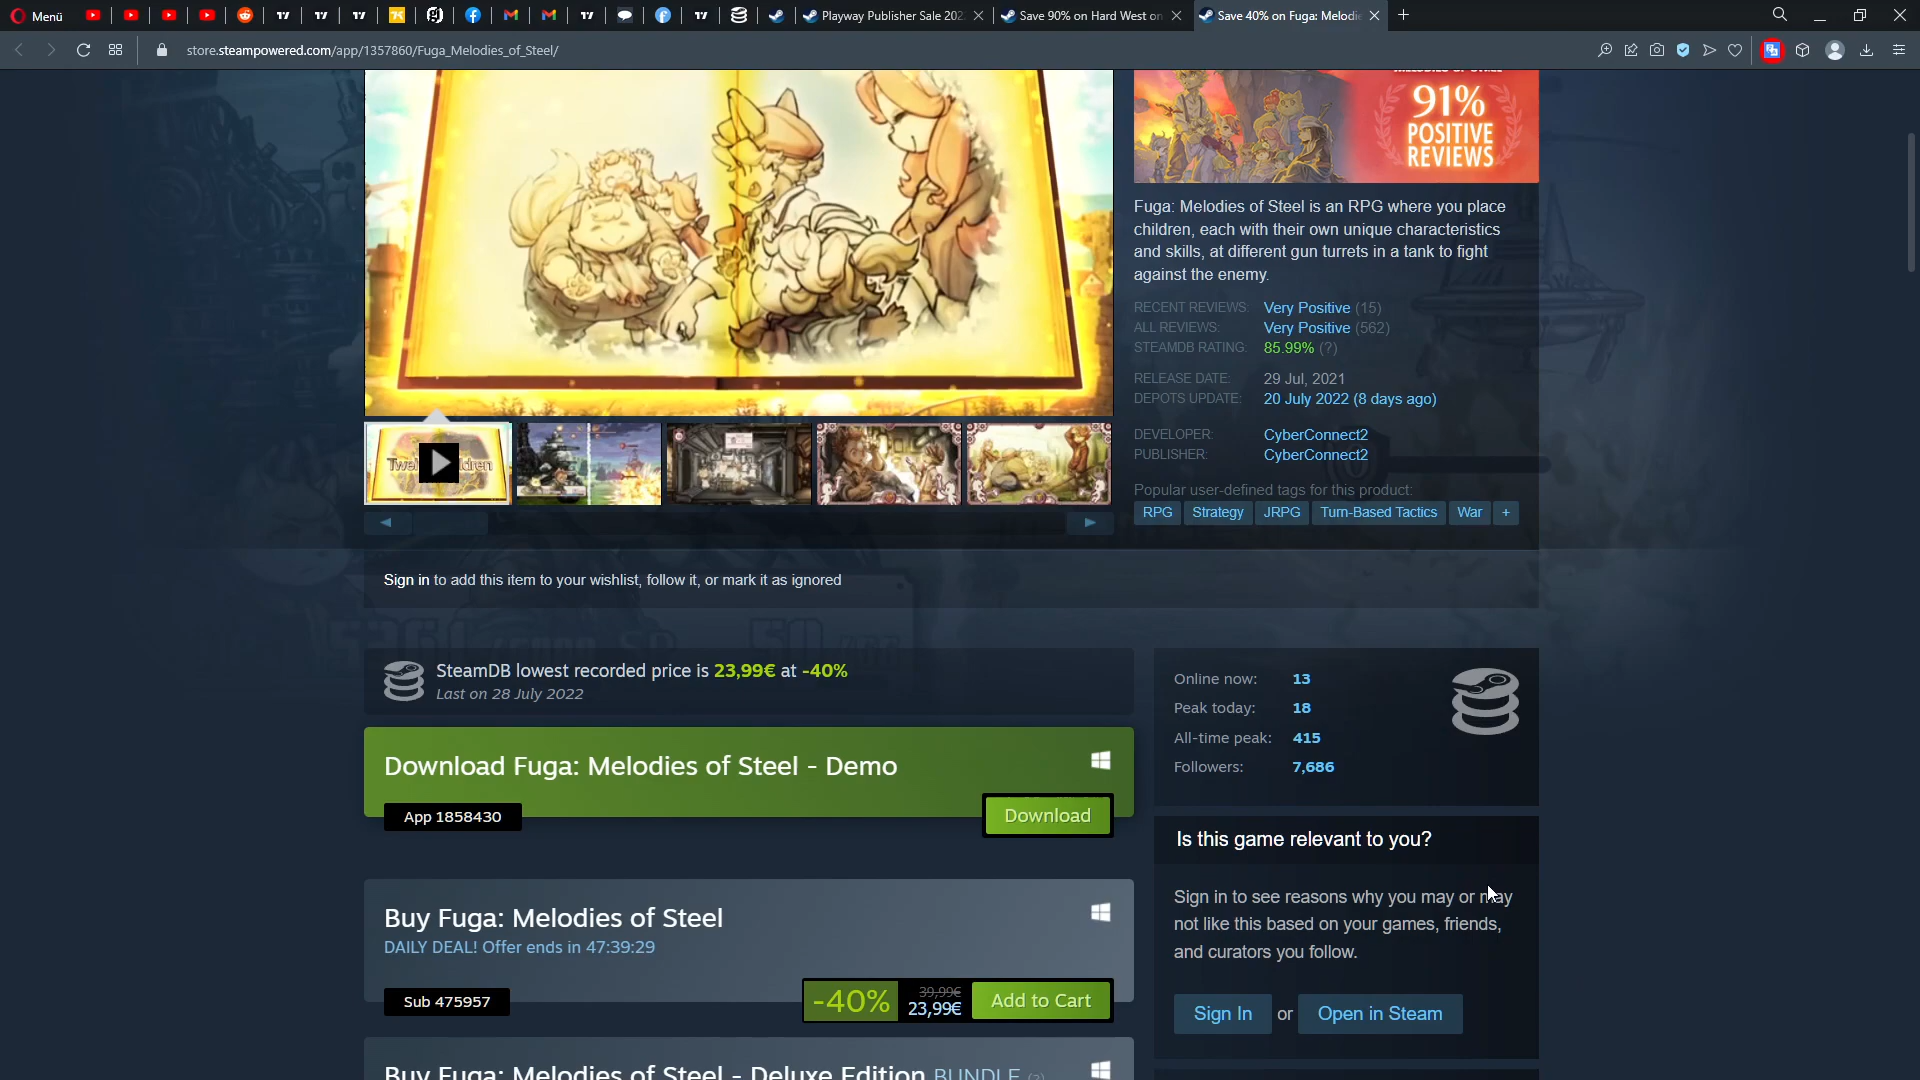 Menü
Playway Publisher Sale 202
Save 90% on Hard West on
Save 40% on Fuga: Melodie
store.steampowered.com/app/1357860/Fuga_Melodies_of_Steel/
91%
POSITIVE
REVIEWS
Fuga: Melodies of Steel is an RPG where you place
children, each with their own unique characteristics
and skills, at different gun turrets in a tank to fight
against the enemy.
RECENT REVIEWS: Very Positive (15)
ALL REVIEWS: Very Positive (562)
STEAMDB RATING: 85.99% (?)
RELEASE DATE: 29 Jul, 2021
DEPOTS UPDATE: 20 July 2022 (8 days ago)
DEVELOPER: CyberConnect2
PUBLISHER: CyberConnect2
Popular user-defined tags for this product:
RPG Strategy JRPG Turn-Based Tactics War +
Sign in to add this item to your wishlist, follow it, or mark it as ignored
SteamDB lowest recorded price is 23,99€ at -40%
Last on 28 July 2022
Online now: 13
Peak today: 18
All-time peak: 415
Followers: 7,686
Download Fuga: Melodies of Steel - Demo
App 1858430
Download
Is this game relevant to you?
Sign in to see reasons why you may or may
not like this based on your games, friends,
and curators you follow.
Sign In or Open in Steam
Buy Fuga: Melodies of Steel
DAILY DEAL! Offer ends in 47:39:29
Sub 475957
-40%
39,99€
23,99€
Add to Cart
Buy Fuga: Melodies of Steel - Deluxe Edition BUNDLE (?)